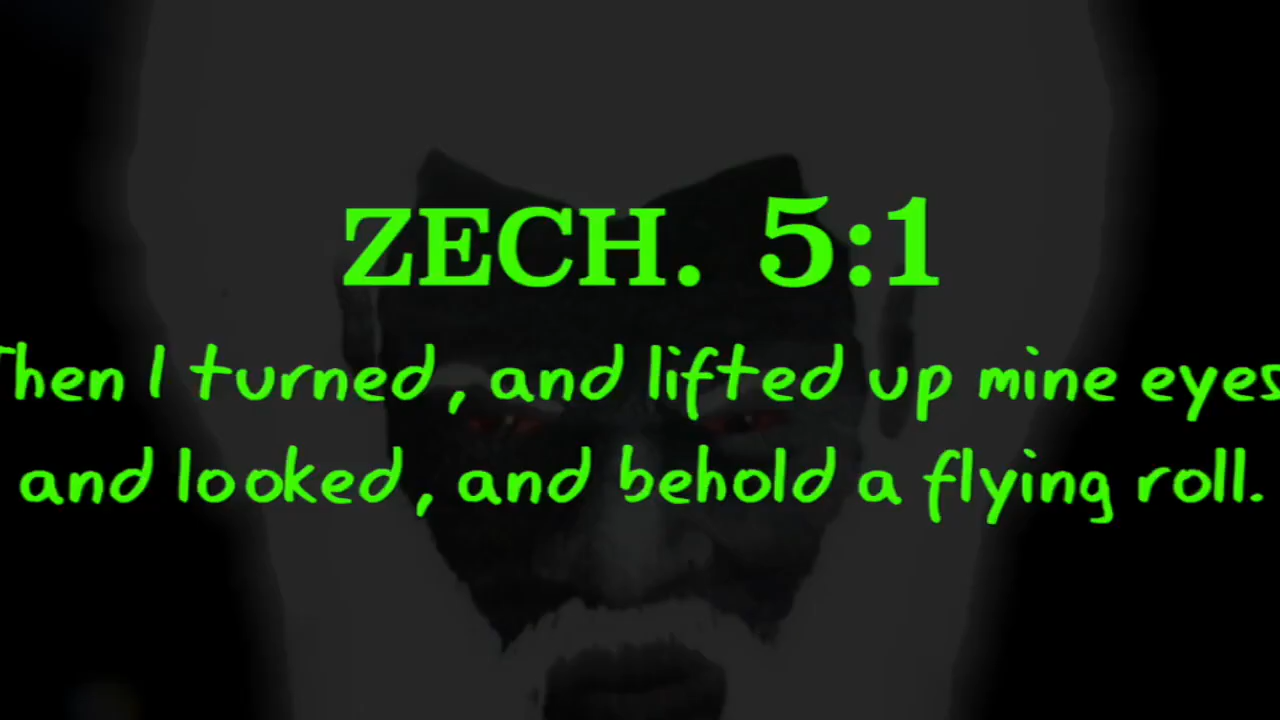 ZECH. 5:1
Then I turned, and lifted up mine eyes
and looked, and behold a flying roll.